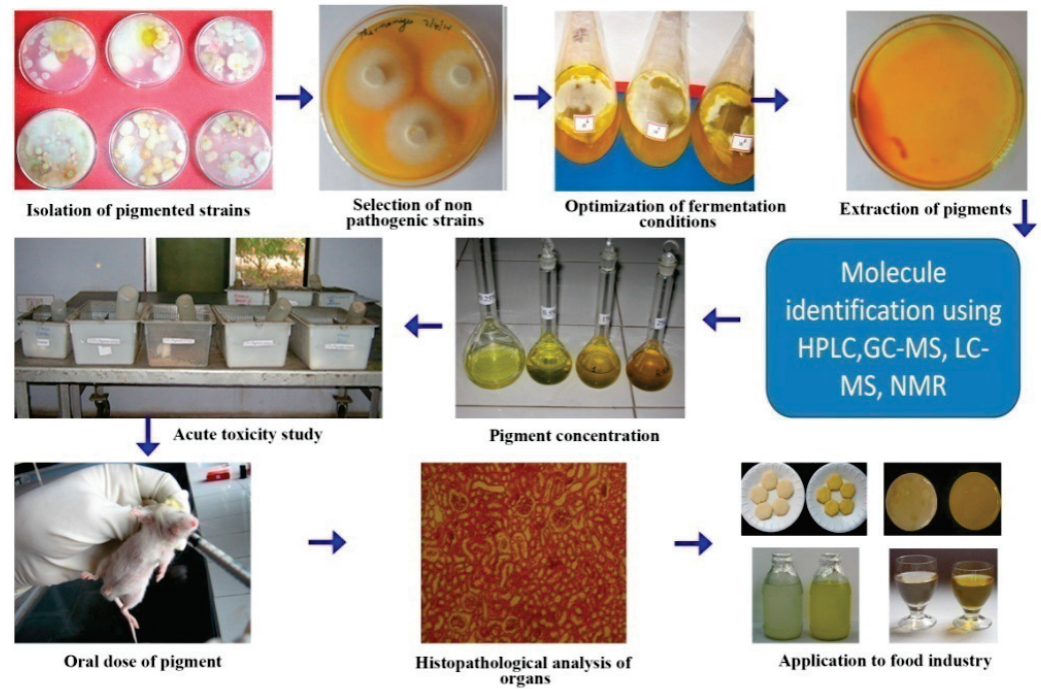 Isolation of pigmented strains
Selection of non
pathogenic strains
Optimization of fermentation
conditions
Extraction of pigments
Molecule
identification using
HPLC,GC-MS, LC-
MS, NMR
Pigment concentration
Acute toxicity study
Oral dose of pigment
Histopathological analysis of
organs
Application to food industry